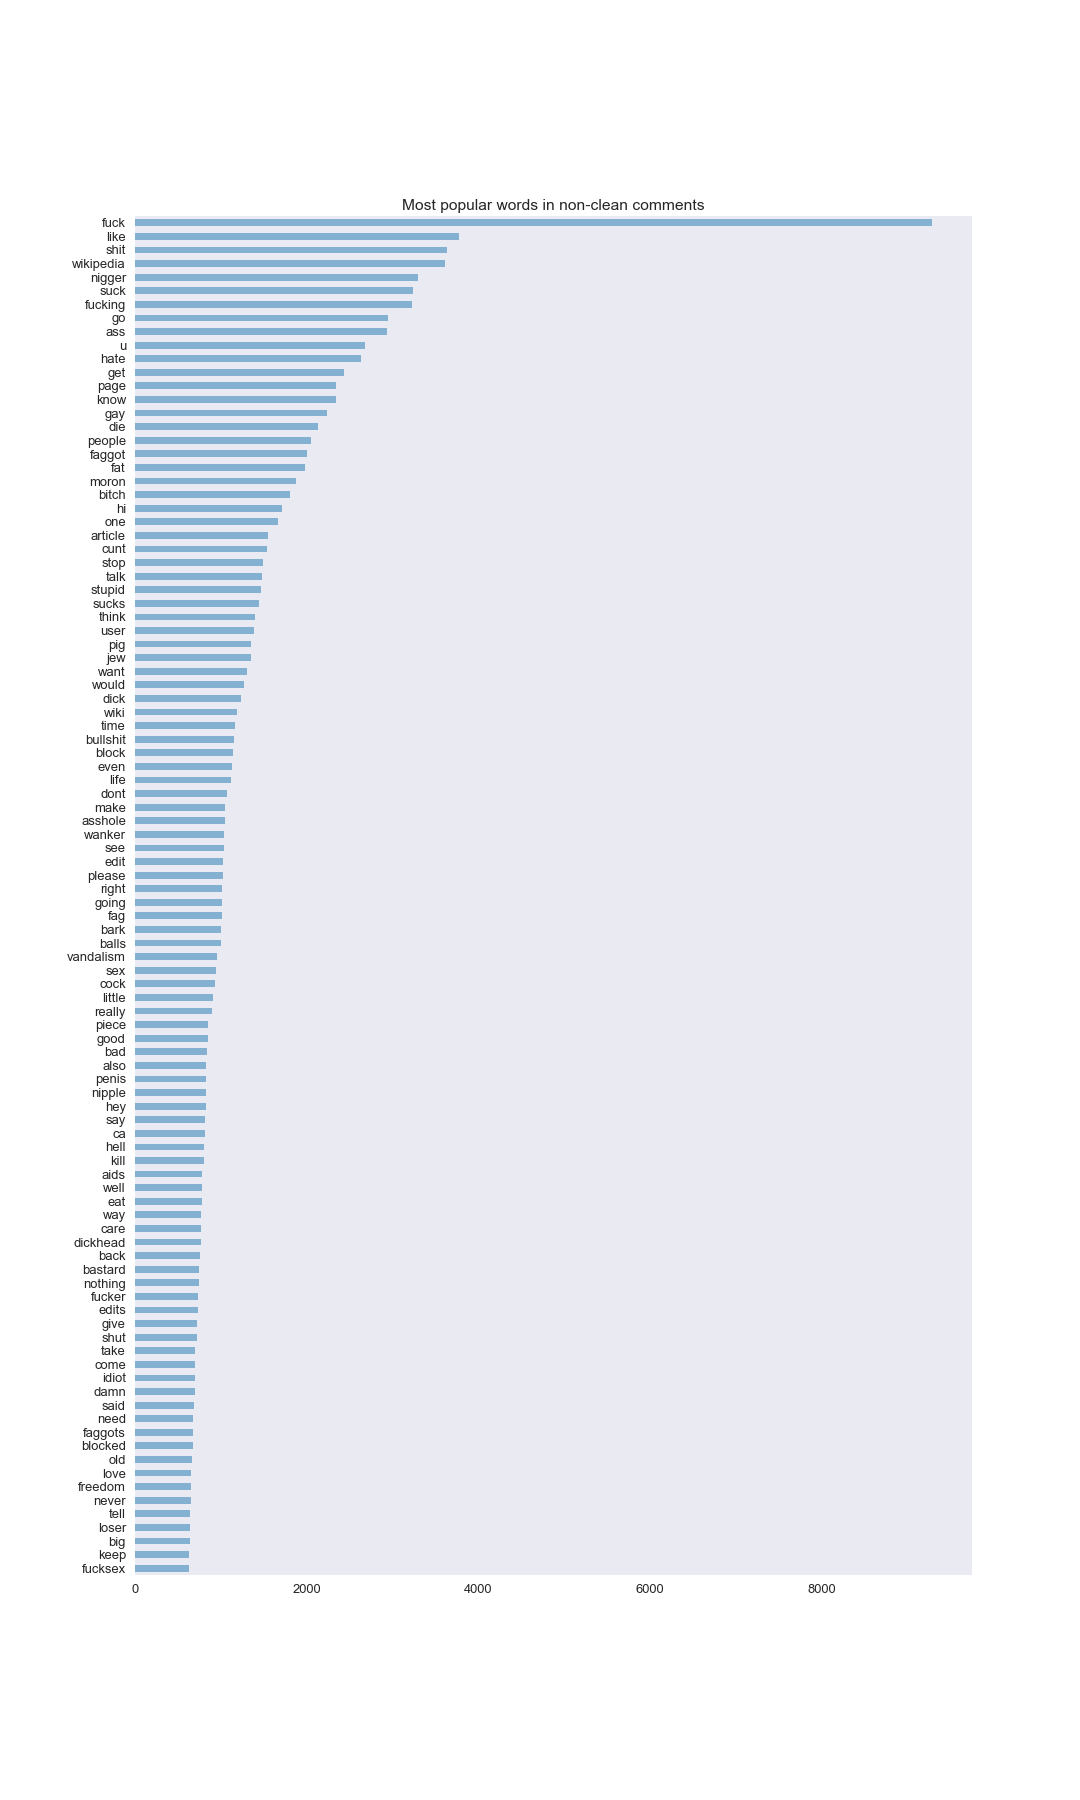 Most popular words in non-clean comments
fuck
like
shit
wikipedia
nigger
suck
fucking
go
ass
u
hate
get
page
know
gay
die
people
faggot
fat
moron
bitch
hi
one
article
cunt
stop
talk
stupid
sucks
think
user
pig
jew
want
would
dick
wiki
time
bullshit
block
even
life
dont
make
asshole
wanker
see
edit
please
right
going
fag
bark
balls
vandalism
sex
cock
little
really
piece
good
bad
also
penis
nipple
hey
say
ca
hell
kill
aids
well
eat
way
care
dickhead
back
bastard
nothing
fucker
edits
give
shut
take
come
idiot
damn
said
need
faggots
blocked
old
love
freedom
never
tell
loser
big
keep
fucksex
0 2000 4000 6000 8000